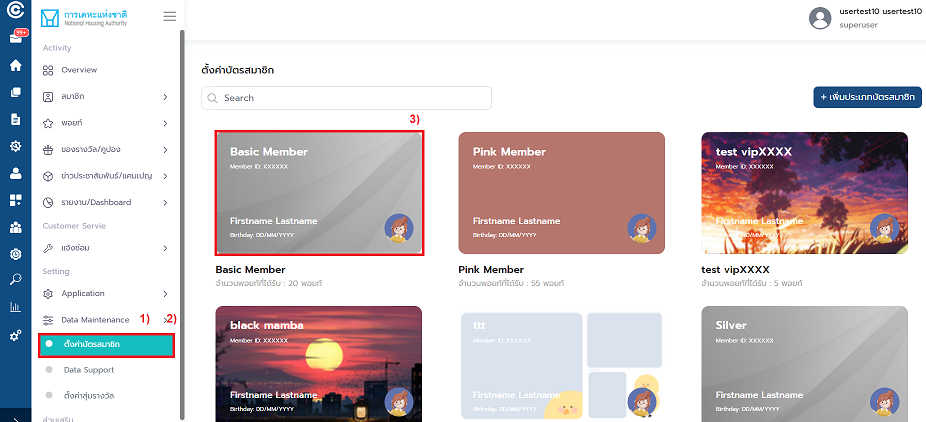 99+
การเคหะแห่งชาติ
National Housing Authority
usertest10 usertest10
superuser
Activity
Overview
สมาชิก
พอยท์
ของรางวัล/คูปอง
ข่าวประชาสัมพันธ์/แคมเปญ
รายงาน/Dashboard
Customer Servie
แจ้งซ่อม
Setting
Application
Data Maintenance
1)
2)
ตั้งค่าบัตรสมาชิก
Data Support
ตั้งค่าสุ่มรางวัล
ส่วนเสริม
ตั้งค่าบัตรสมาชิก
Search
+ เพิ่มประเภทบัตรสมาชิก
3)
Basic Member
Member ID: XXXXXX
Firstname Lastname
Birthday: DD/MM/YYYY
Basic Member
จำนวนพอยท์ที่ได้รับ : 20 พอยท์
Pink Member
Member ID: XXXXXX
Firstname Lastname
Birthday: DD/MM/YYYY
Pink Member
จำนวนพอยท์ที่ได้รับ : 55 พอยท์
test vipXXXX
Member ID: XXXXXX
Firstname Lastname
Birthday: DD/MM/YYYY
test vipXXXX
จำนวนพอยท์ที่ได้รับ : 5 พอยท์
black mamba
Member ID: XXXXXX
Firstname Lastname
Birthday: DD/MM/YYYY
ttt
Member ID: XXXXXX
Firstname Lastname
Birthday: DD/MM/YYYY
Silver
Member ID: XXXXXX
Firstname Lastname
Birthday: DD/MM/YYYY